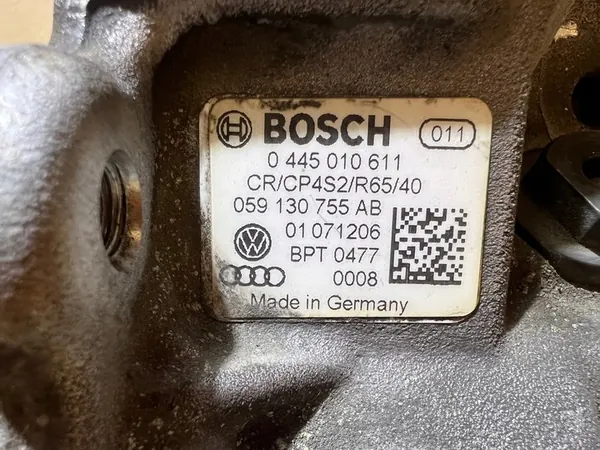 BOSCH 011
0 445 010 611
CR/CP4S2/R65/40
059 130 755 AB
01 071206
BPT 0477
0008
Made in Germany